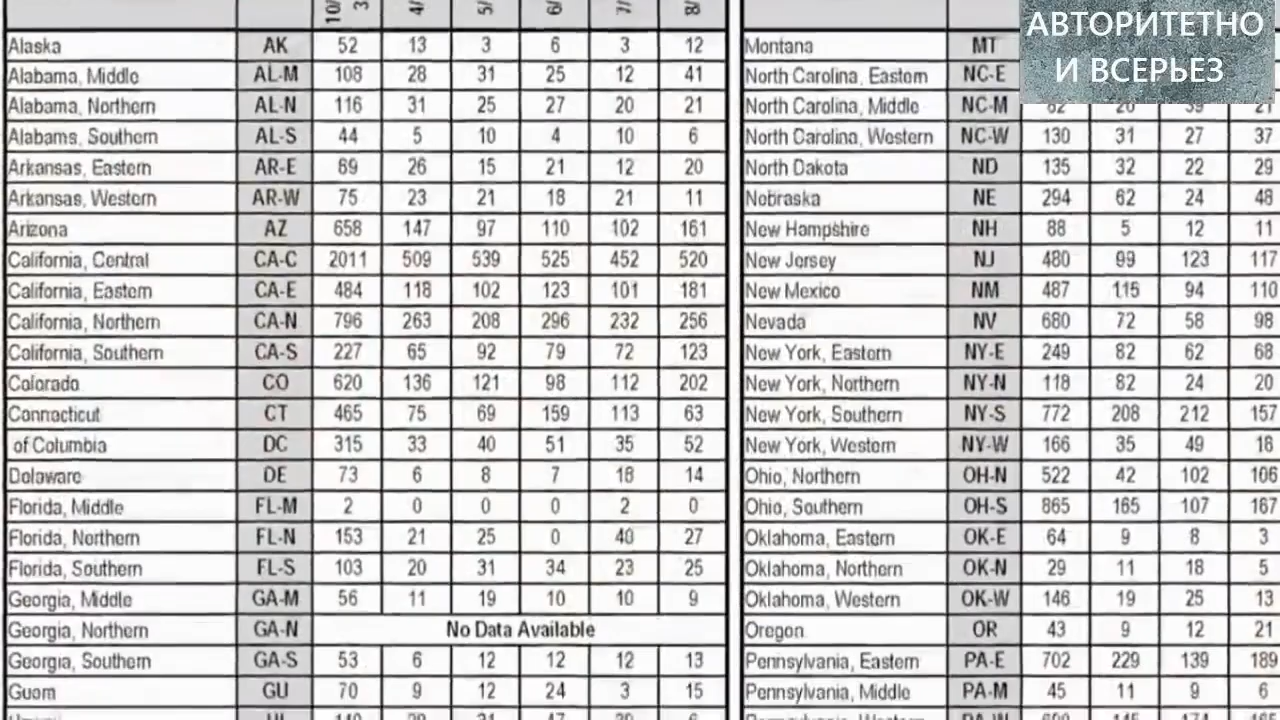 АВТОРИТЕТНО
И ВСЕРЬЕЗ
10/ 4/ 5/ 6/ 7/ 8/
3
Alaska AK 52 13 3 6 3 12
Alabama, Middle AL-M 108 28 31 25 12 41
Alabama, Northern AL-N 116 31 25 27 20 21
Alabams, Southern AL-S 44 5 10 4 10 6
Arkansas, Eastern AR-E 89 26 15 21 12 20
Arkansas, Western AR-W 75 23 21 18 21 11
Arizona AZ 658 147 97 110 102 161
California, Central CA-C 2011 509 539 525 452 520
California, Eastern CA-E 484 118 102 123 101 181
California, Northern CA-N 796 263 208 296 232 256
California, Southern CA-S 227 65 92 79 72 123
Colorado CO 620 136 121 98 112 202
Connecticut CT 465 75 69 159 113 63
of Columbia DC 315 33 40 51 35 52
Delaware DE 73 6 8 7 18 14
Florida, Middle FL-M 2 0 0 0 2 0
Florida, Northern FL-N 153 21 25 0 40 27
Florida, Southern FL-S 103 20 31 34 23 25
Georgia, Middle GA-M 56 11 19 10 10 9
Georgia, Northern GA-N No Data Available
Georgia, Southern GA-S 53 6 12 12 12 13
Guam GU 70 9 12 24 3 15
Montana MT
North Carolina, Eastern NC-E
North Carolina, Middle NC-M
North Carolina, Western NC-W 130 31 27 37
North Dakota ND 135 32 22 29
Nebraska NE 294 62 24 48
New Hampshire NH 88 5 12 11
New Jersey NJ 480 99 123 117
New Mexico NM 487 115 94 110
Nevada NV 680 72 58 98
New York, Eastern NY-E 249 82 62 68
New York, Northern NY-N 118 82 24 20
New York, Southern NY-S 772 208 212 157
New York, Western NY-W 166 35 49 18
Ohio, Northern OH-N 522 42 102 106
Ohio, Southern OH-S 865 165 107 167
Oklahoma, Eastern OK-E 64 9 8 3
Oklahoma, Northern OK-N 29 11 18 5
Oklahoma, Western OK-W 146 19 25 13
Oregon OR 43 9 12 21
Pennsylvania, Eastern PA-E 702 229 139 189
Pennsylvania, Middle PA-M 45 11 9 6